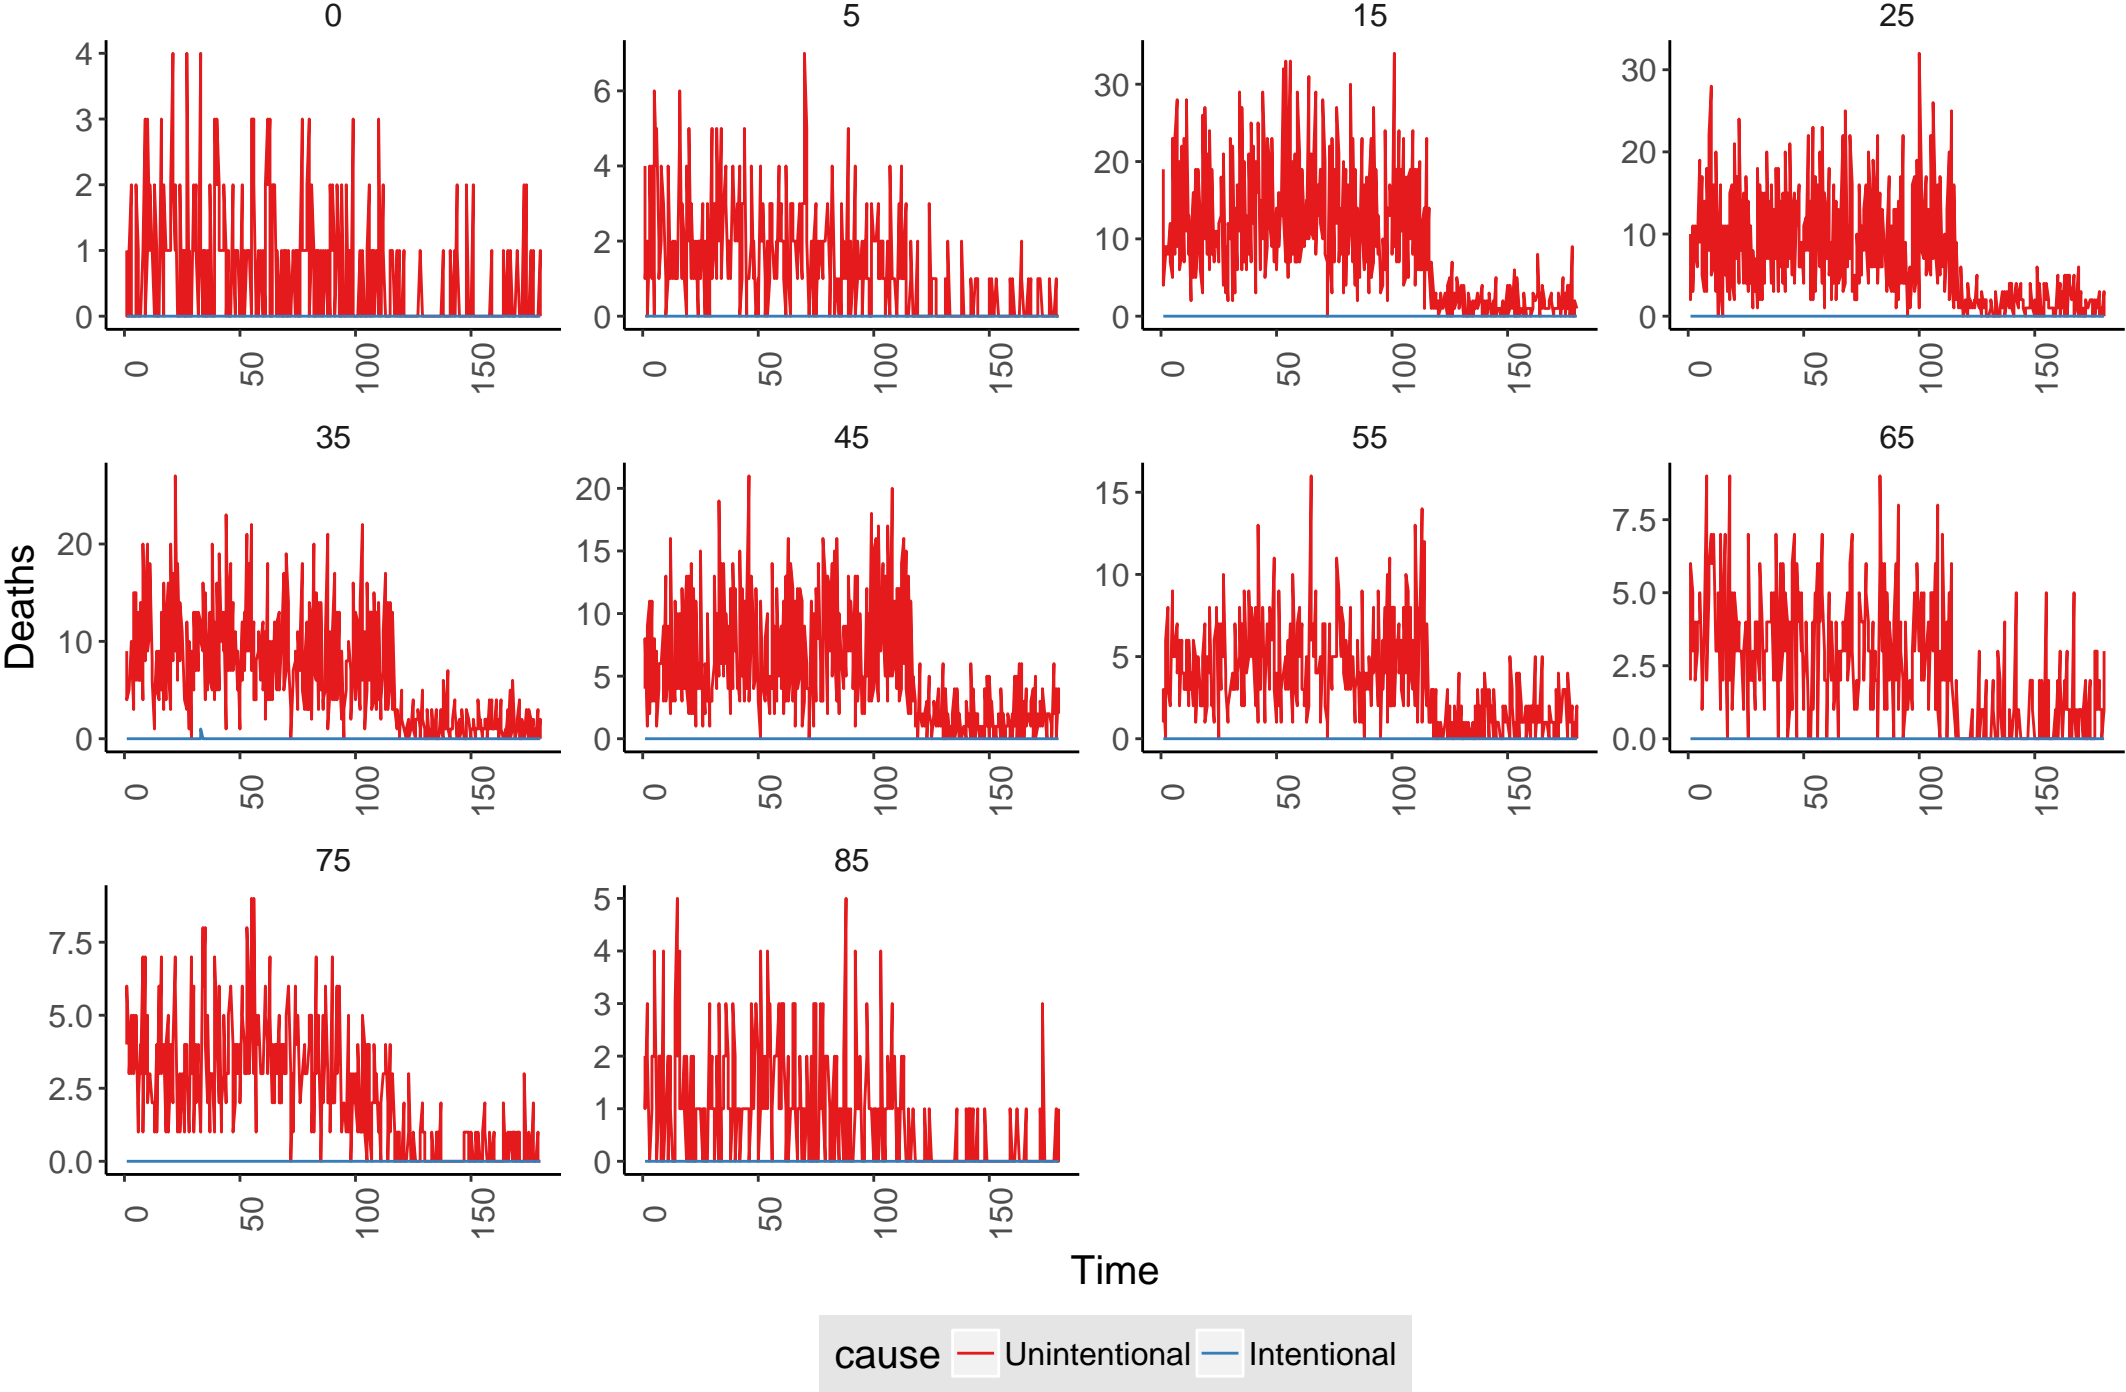 0 5 15 25
4 3 2 1 0
6 4 2 0
30 20 10 0
30 20 10 0
0 50 100 150 0 50 100 150 0 50 100 150 0 50 100 150
35 45 55 65
Deaths
20 10 0
20 15 10 5 0
15 10 5 0
7.5 5.0 2.5 0.0
0 50 100 150 0 50 100 150 0 50 100 150 0 50 100 150
75 85
7.5 5.0 2.5 0.0
5 4 3 2 1 0
0 50 100 150 0 50 100 150
Time
cause Unintentional Intentional